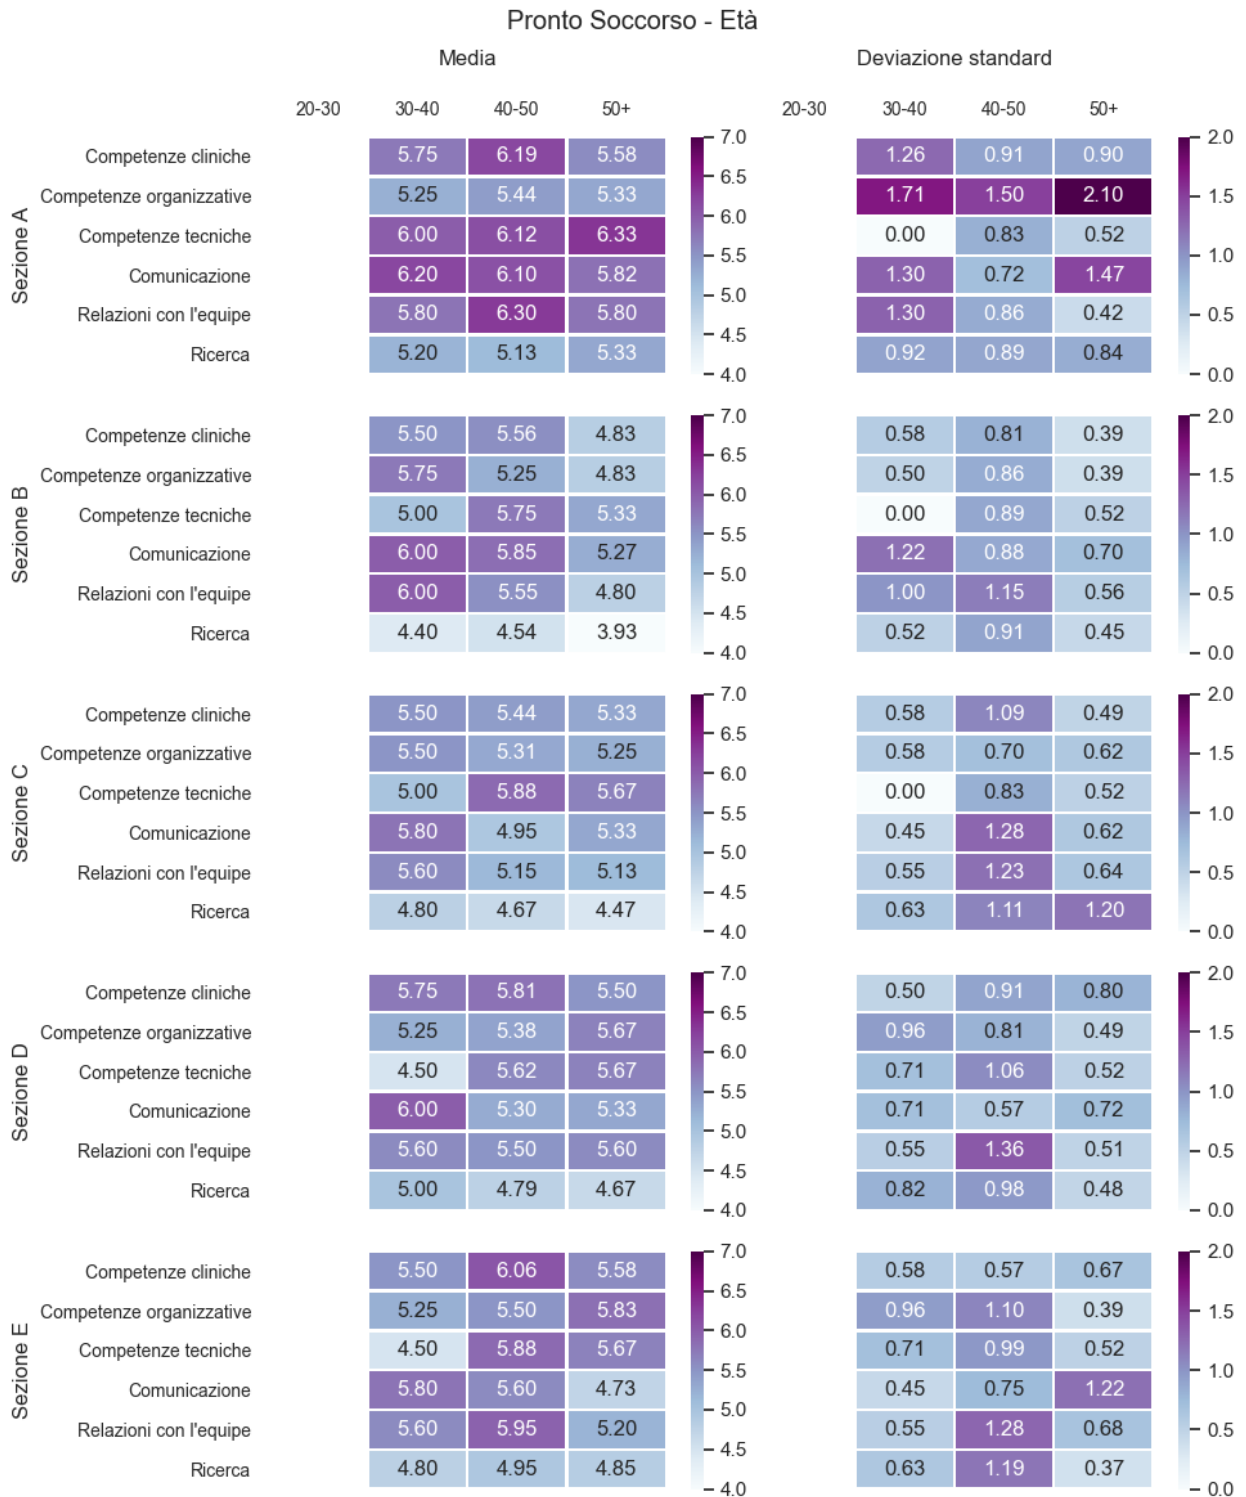 Pronto Soccorso - Età
Media Deviazione standard
20-30 30-40 40-50 50+ 20-30 30-40 40-50 50+
Sezione A
Competenze cliniche 5.75 6.19 5.58 1.26 0.91 0.90
Competenze organizzative 5.25 5.44 5.33 1.71 1.50 2.10
Competenze tecniche 6.00 6.12 6.33 0.00 0.83 0.52
Comunicazione 6.20 6.10 5.82 1.30 0.72 1.47
Relazioni con l'equipe 5.80 6.30 5.80 1.30 0.86 0.42
Ricerca 5.20 5.13 5.33 0.92 0.89 0.84
7.0 6.5 6.0 5.5 5.0 4.5 4.0
2.0 1.5 1.0 0.5 0.0
Sezione B
Competenze cliniche 5.50 5.56 4.83 0.58 0.81 0.39
Competenze organizzative 5.75 5.25 4.83 0.50 0.86 0.39
Competenze tecniche 5.00 5.75 5.33 0.00 0.89 0.52
Comunicazione 6.00 5.85 5.27 1.22 0.88 0.70
Relazioni con l'equipe 6.00 5.55 4.80 1.00 1.15 0.56
Ricerca 4.40 4.54 3.93 0.52 0.91 0.45
7.0 6.5 6.0 5.5 5.0 4.5 4.0
2.0 1.5 1.0 0.5 0.0
Sezione C
Competenze cliniche 5.50 5.44 5.33 0.58 1.09 0.49
Competenze organizzative 5.50 5.31 5.25 0.58 0.70 0.62
Competenze tecniche 5.00 5.88 5.67 0.00 0.83 0.52
Comunicazione 5.80 4.95 5.33 0.45 1.28 0.62
Relazioni con l'equipe 5.60 5.15 5.13 0.55 1.23 0.64
Ricerca 4.80 4.67 4.47 0.63 1.11 1.20
7.0 6.5 6.0 5.5 5.0 4.5 4.0
2.0 1.5 1.0 0.5 0.0
Sezione D
Competenze cliniche 5.75 5.81 5.50 0.50 0.91 0.80
Competenze organizzative 5.25 5.38 5.67 0.96 0.81 0.49
Competenze tecniche 4.50 5.62 5.67 0.71 1.06 0.52
Comunicazione 6.00 5.30 5.33 0.71 0.57 0.72
Relazioni con l'equipe 5.60 5.50 5.60 0.55 1.36 0.51
Ricerca 5.00 4.79 4.67 0.82 0.98 0.48
7.0 6.5 6.0 5.5 5.0 4.5 4.0
2.0 1.5 1.0 0.5 0.0
Sezione E
Competenze cliniche 5.50 6.06 5.58 0.58 0.57 0.67
Competenze organizzative 5.25 5.50 5.83 0.96 1.10 0.39
Competenze tecniche 4.50 5.88 5.67 0.71 0.99 0.52
Comunicazione 5.80 5.60 4.73 0.45 0.75 1.22
Relazioni con l'equipe 5.60 5.95 5.20 0.55 1.28 0.68
Ricerca 4.80 4.95 4.85 0.63 1.19 0.37
7.0 6.5 6.0 5.5 5.0 4.5 4.0
2.0 1.5 1.0 0.5 0.0